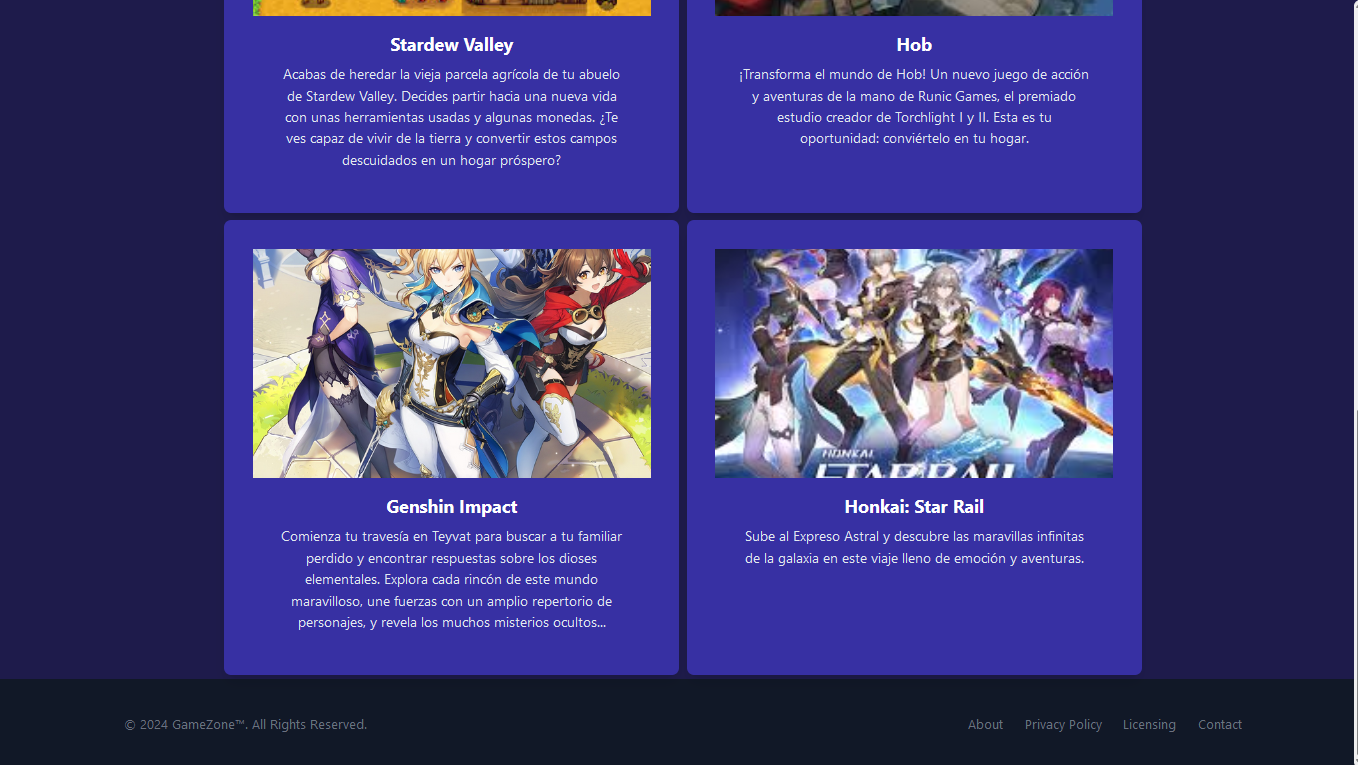 Stardew Valley
Acabas de heredar la vieja parcela agrícola de tu abuelo
de Stardew Valley. Decides partir hacia una nueva vida
con unas herramientas usadas y algunas monedas. ¿Te
ves capaz de vivir de la tierra y convertir estos campos
descuidados en un hogar próspero?
Hob
¡Transforma el mundo de Hob! Un nuevo juego de acción
y aventuras de la mano de Runic Games, el premiado
estudio creador de Torchlight I y II. Esta es tu
oportunidad: conviértelo en tu hogar.
Genshin Impact
Comienza tu travesía en Teyvat para buscar a tu familiar
perdido y encontrar respuestas sobre los dioses
elementales. Explora cada rincón de este mundo
maravilloso, une fuerzas con un amplio repertorio de
personajes, y revela los muchos misterios ocultos...
HONKAI
STAR RAIL
Honkai: Star Rail
Sube al Expreso Astral y descubre las maravillas infinitas
de la galaxia en este viaje lleno de emoción y aventuras.
© 2024 GameZone™. All Rights Reserved.
About
Privacy Policy
Licensing
Contact